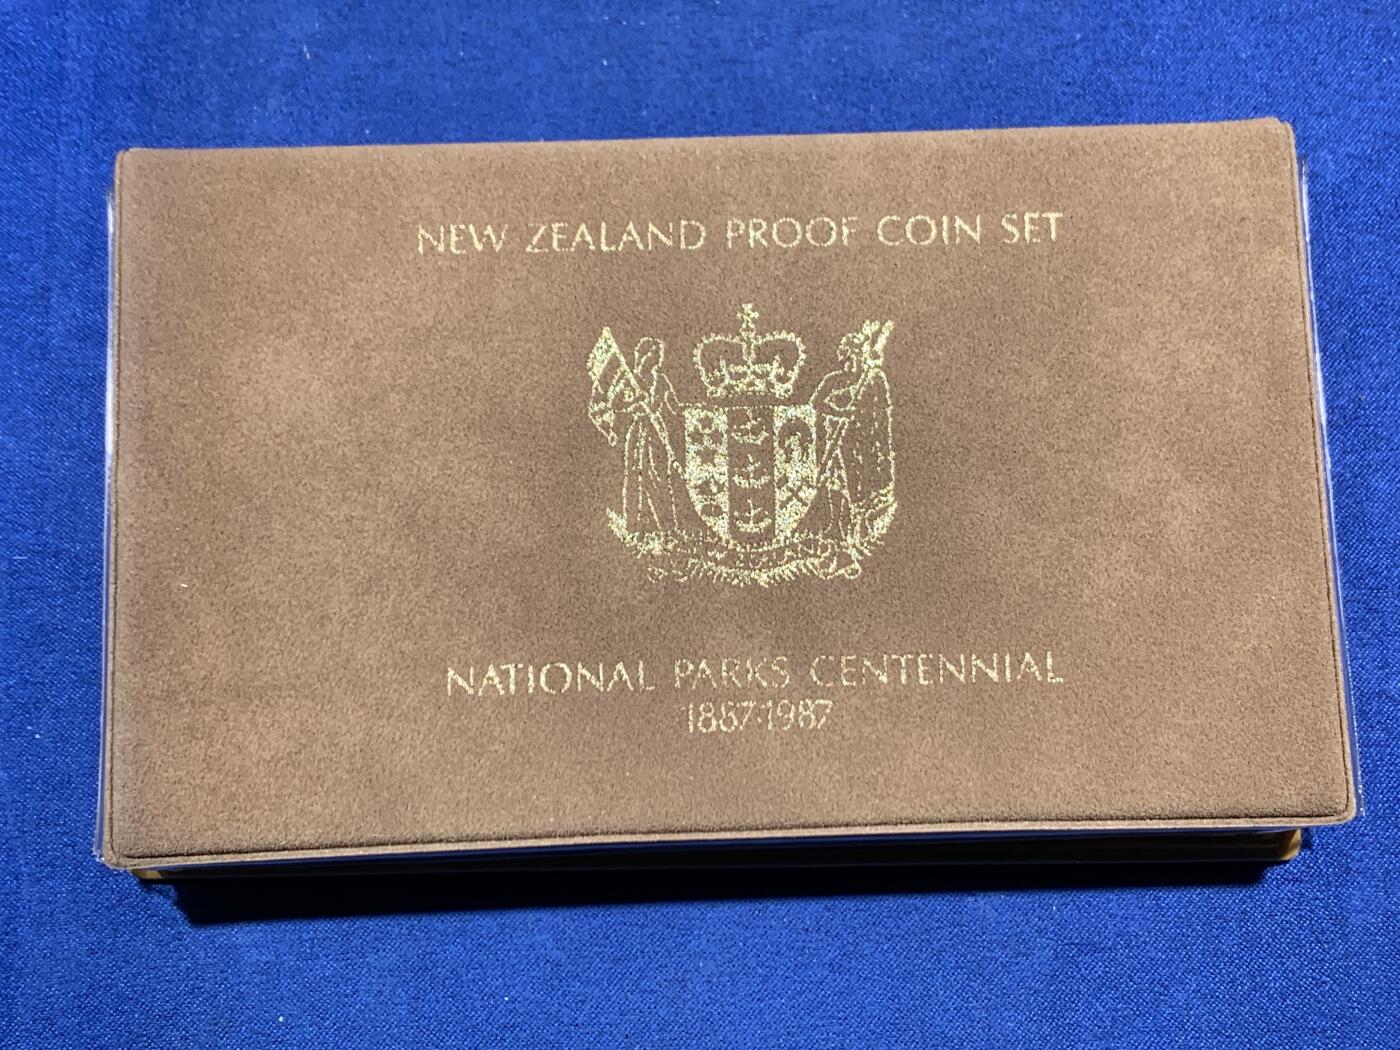 NEW ZEALAND PROOF COIN SET
NATIONAL PARKS CENTENNIAL
1887·1987